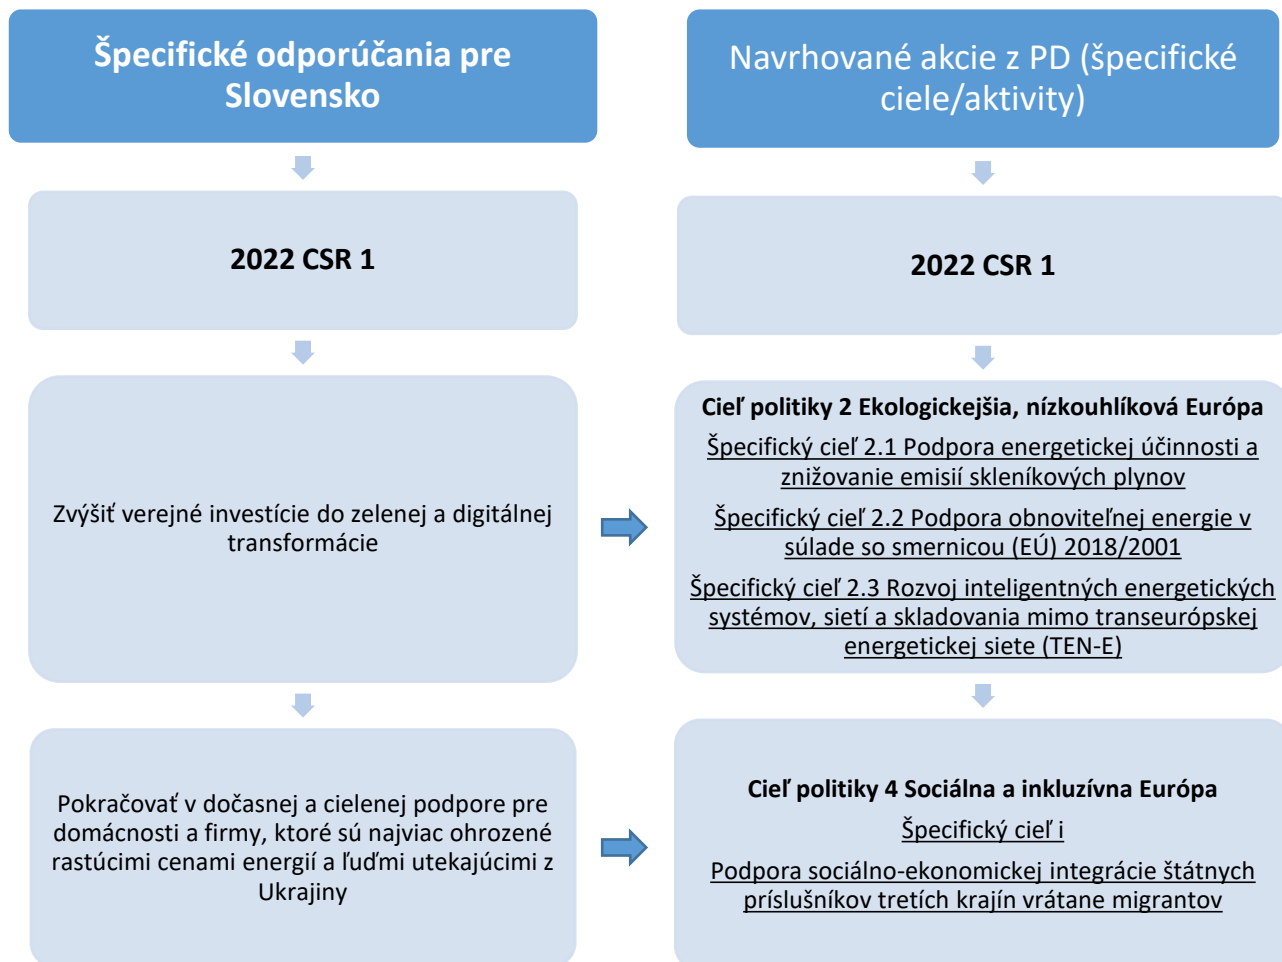 Špecifické odporúčania pre
Slovensko
2022 CSR 1
Zvýšiť verejné investície do zelenej a digitálnej
transformácie
Pokračovať v dočasnej a cielenej podpore pre
domácnosti a firmy, ktoré sú najviac ohrozené
rastúcimi cenami energií a ľuďmi utekajúcimi z
Ukrajiny
Navrhované akcie z PD (špecifické
ciele/aktivity)
2022 CSR 1
Cieľ politiky 2 Ekologickejšia, nízkouhlíková Európa
Špecifický cieľ 2.1 Podpora energetickej účinnosti a
znižovanie emisií skleníkových plynov
Špecifický cieľ 2.2 Podpora obnoviteľnej energie v
súlade so smernicou (EÚ) 2018/2001
Špecifický cieľ 2.3 Rozvoj inteligentných energetických
systémov, sietí a skladovania mimo transeurópskej
energetickej siete (TEN-E)
Cieľ politiky 4 Sociálna a inkluzívna Európa
Špecifický cieľ i
Podpora sociálno-ekonomickej integrácie štátnych
príslušníkov tretích krajín vrátane migrantov